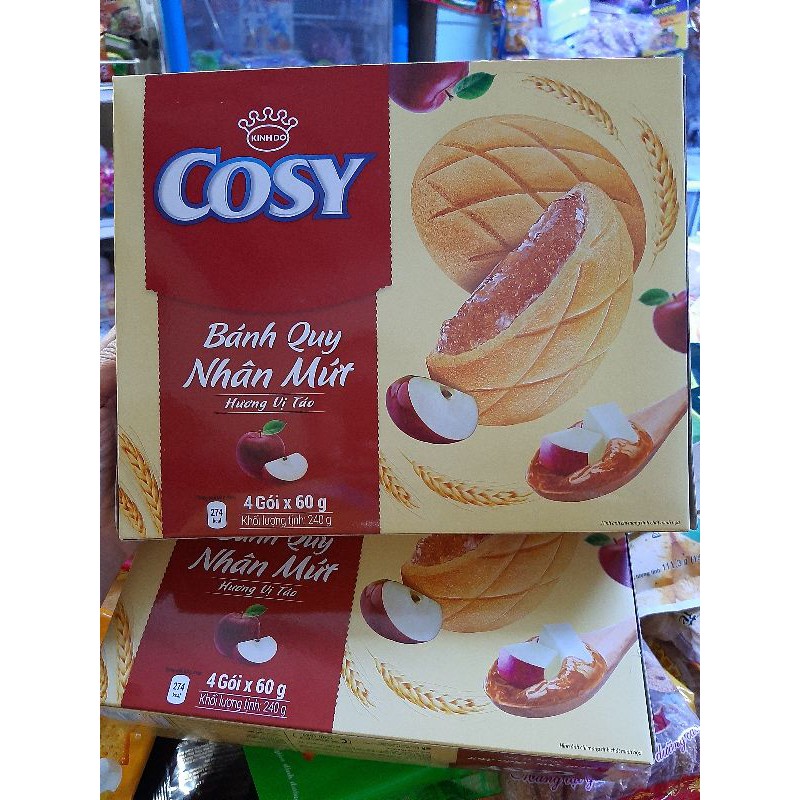 KINH DO
COSY
Bánh Quy
Nhân Mứt
Hương Vị Táo
274
kcal
4 Gói x 60 g
Khối lượng tịnh: 240 g
Bánh Quy
Nhân Mứt
Hương Vị Táo
274
kcal
4 Gói x 60 g
Khối lượng tịnh: 240 g